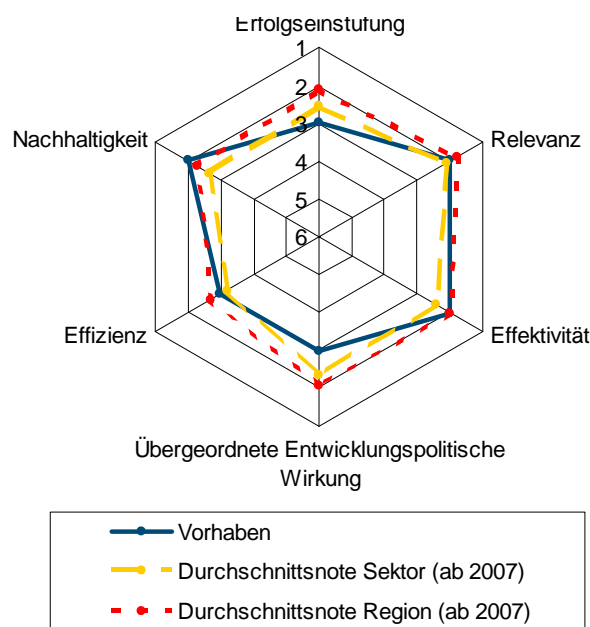 Erfolgseinstufung
1
2
3
4
5
6
Nachhaltigkeit
Relevanz
Effizienz
Effektivität
Übergeordnete Entwicklungspolitische
Wirkung
Vorhaben
Durchschnittsnote Sektor (ab 2007)
Durchschnittsnote Region (ab 2007)